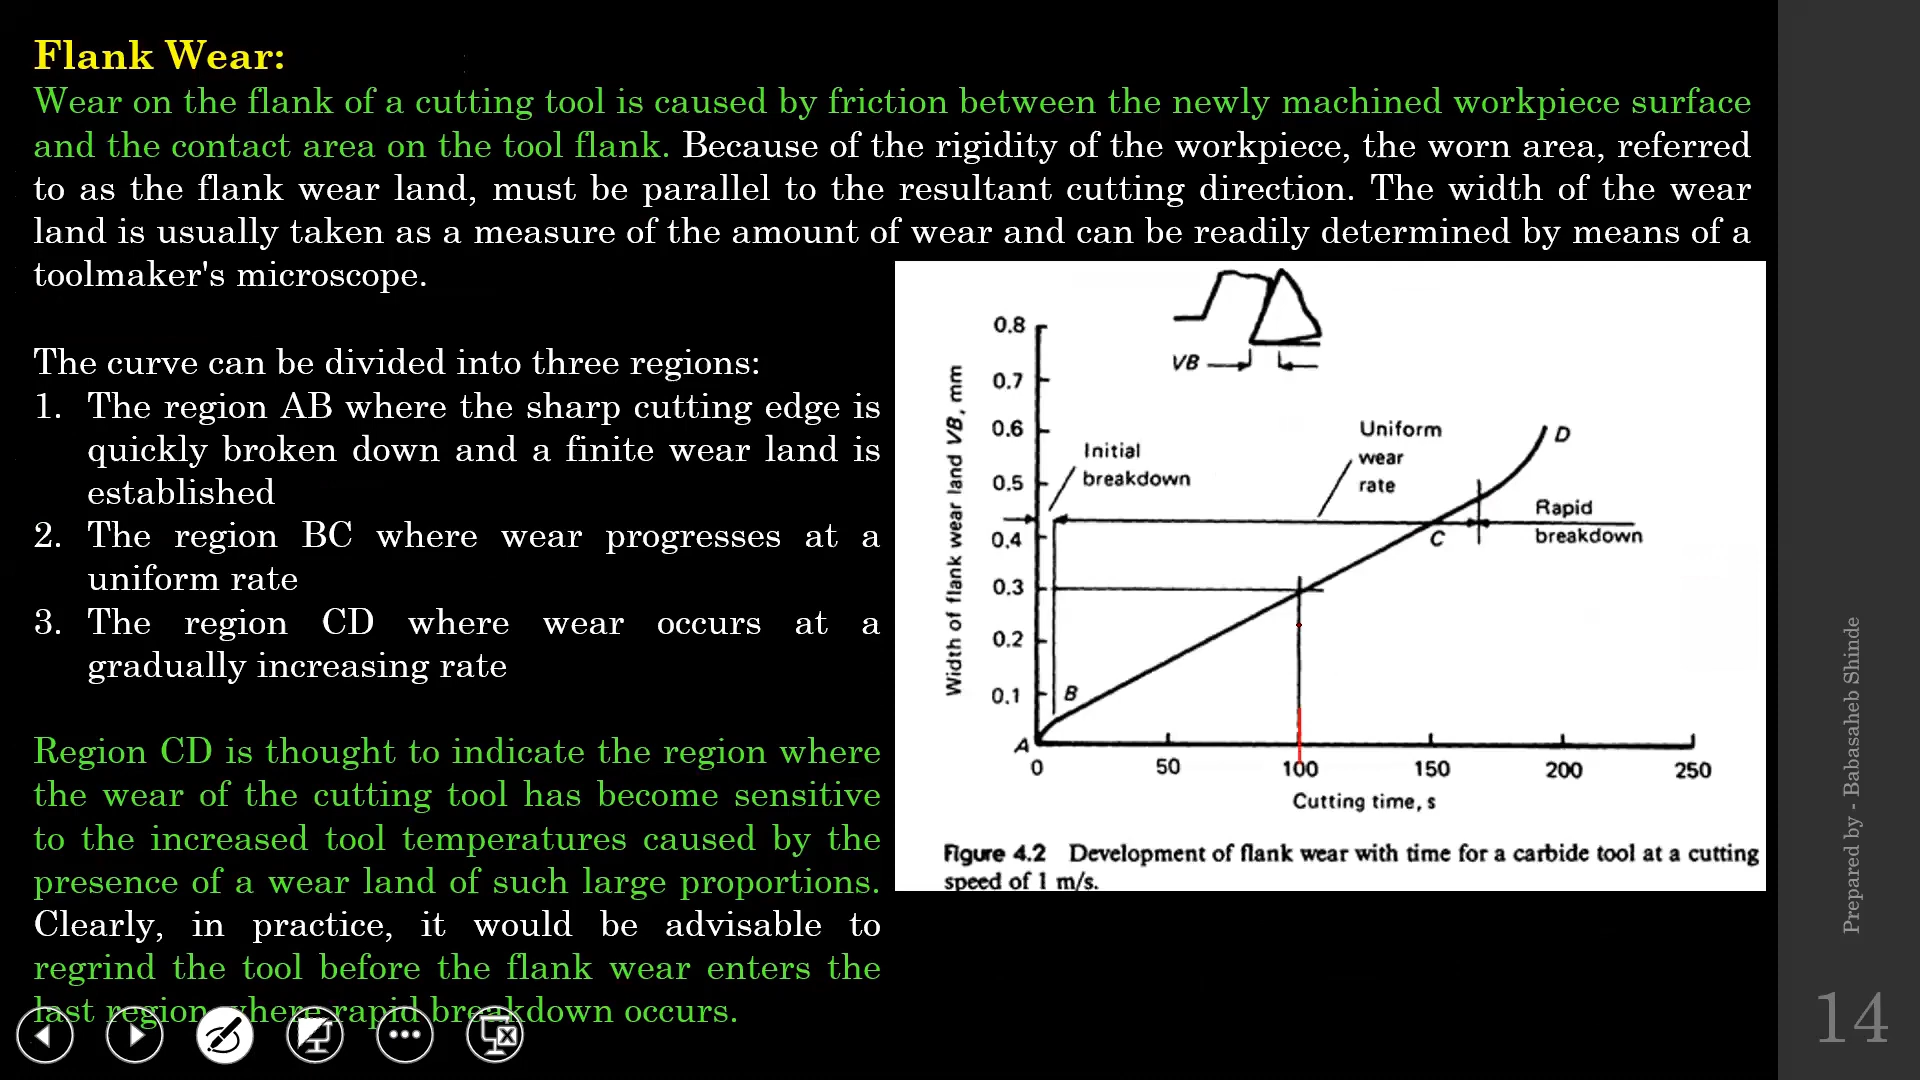 Flank Wear:
Wear on the flank of a cutting tool is caused by friction between the newly machined workpiece surface
and the contact area on the tool flank. Because of the rigidity of the workpiece, the worn area, referred
to as the flank wear land, must be parallel to the resultant cutting direction. The width of the wear
land is usually taken as a measure of the amount of wear and can be readily determined by means of a
toolmaker's microscope.
The curve can be divided into three regions:
1. The region AB where the sharp cutting edge is
quickly broken down and a finite wear land is
established
2. The region BC where wear progresses at a
uniform rate
3. The region CD where wear occurs at a
gradually increasing rate
Region CD is thought to indicate the region where
the wear of the cutting tool has become sensitive
to the increased tool temperatures caused by the
presence of a wear land of such large proportions.
Clearly, in practice, it would be advisable to
regrind the tool before the flank wear enters the
last region where rapid breakdown occurs.
VB
Width of flank wear land VB, mm
0.8
0.7
0.6
0.5
0.4
0.3
0.2
0.1
Initial
breakdown
Uniform
wear
rate
Rapid
breakdown
A
B
C
D
0 50 100 150 200 250
Cutting time, s
Figure 4.2 Development of flank wear with time for a carbide tool at a cutting
speed of 1 m/s.
Prepared by - Babasaheb Shinde
14